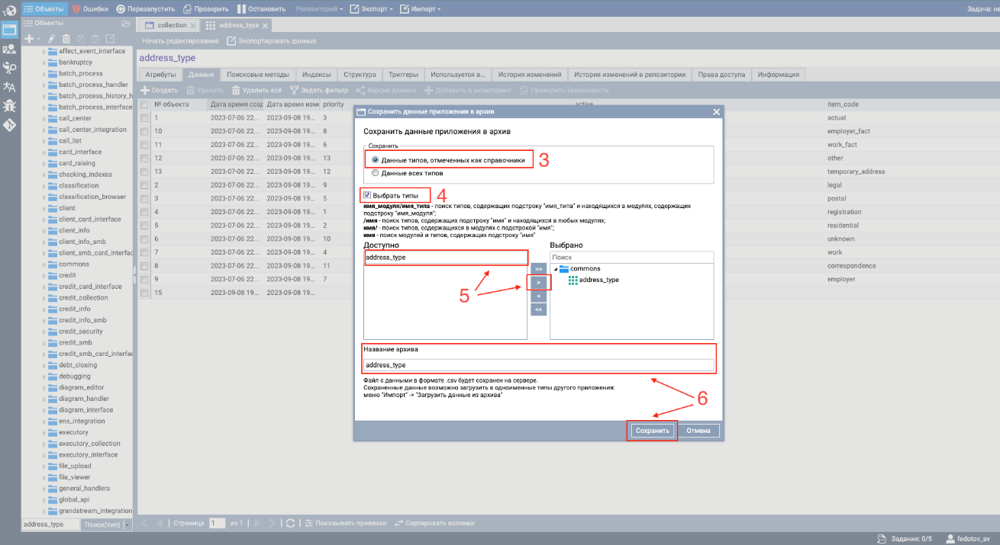 Объекты Ошибки Перезапустить Проверить Остановить Репозиторий Экспорт Импорт Задача: не
Объекты
collection address_type
Начать редактирование Экспортировать данные
address_type
Атрибуты Данные Поисковые методы Индексы Структура Триггеры Используется в... История изменений История изменений в репозитории Права доступа Информация
Создать Удалить Удалить всё Задать фильтр Версии данных Добавить в мониторинг Проверить зависимости
№ объекта Дата время созд Дата время изме priority active item_code
1 2023-07-06 22... 2023-09-08 19... 3 actual
10 2023-07-06 22... 2023-09-08 19... 8 employer_fact
11 2023-07-06 22... 2023-09-08 19... 6 work_fact
12 2023-07-06 22... 2023-09-08 19... 13 other
13 2023-07-06 22... 2023-09-08 19... 12 temporary_address
2 2023-07-06 22... 2023-09-08 19... 9 legal
3 2023-07-06 22... 2023-09-08 19... 5 postal
4 2023-07-06 22... 2023-09-08 19... 1 registration
5 2023-07-06 22... 2023-09-08 19... 2 residential
6 2023-07-06 22... 2023-09-08 19... 10 unknown
7 2023-07-06 22... 2023-09-08 19... 4 work
8 2023-07-06 22... 2023-09-08 19... 11 correspondence
9 2023-07-06 22... 2023-09-08 19... 7 employer
15 2023-09-08 19... 2023-09-08 19...
affect_event_interface
bankruptcy
batch_process
batch_process_handler
batch_process_history_h
batch_process_interface
call_center
call_center_integration
call_list
card_interface
card_raising
checking_indexes
classification
classification_browser
client
client_card_interface
client_info
client_info_smb
client_smb_card_interfac
commons
credit
credit_card_interface
credit_collection
credit_info
credit_info_smb
credit_security
credit_smb
credit_smb_card_interfac
debt_closing
debugging
diagram_editor
diagram_handler
diagram_interface
ens_integration
executory
executory_collection
executory_interface
file_upload
file_viewer
general_handlers
global_api
grandstream_integration
address_type Поиск(тип)
Сохранить данные приложения в архив
Сохранить данные приложения в архив
Сохранить
Данные типов, отмеченных как справочники 3
Данные всех типов
Выбрать типы 4
имя_модуля/имя_типа - поиск типов, содержащих подстроку "имя_типа" и находящихся в модулях, содержащих
подстроку "имя_модуля";
/имя - поиск типов, содержащих подстроку "имя" и находящихся в любых модулях;
имя/ - поиск типов, содержащихся в модулях с подстрокой "имя";
имя - поиск модулей и типов, содержащих подстроку "имя"
Доступно Выбрано
address_type Поиск
>> commons
> address_type
5 <
<<
Название архива
address_type
Файл с данными в формате .csv будет сохранен на сервере.
Сохраненные данные возможно загрузить в одноименные типы другого приложения:
меню "Импорт" -> "Загрузить данные из архива"
6
Сохранить Отмена
Страница 1 из 1 Показывать привязки Сортировать колонки
Задания: 0/5 fedotov_av